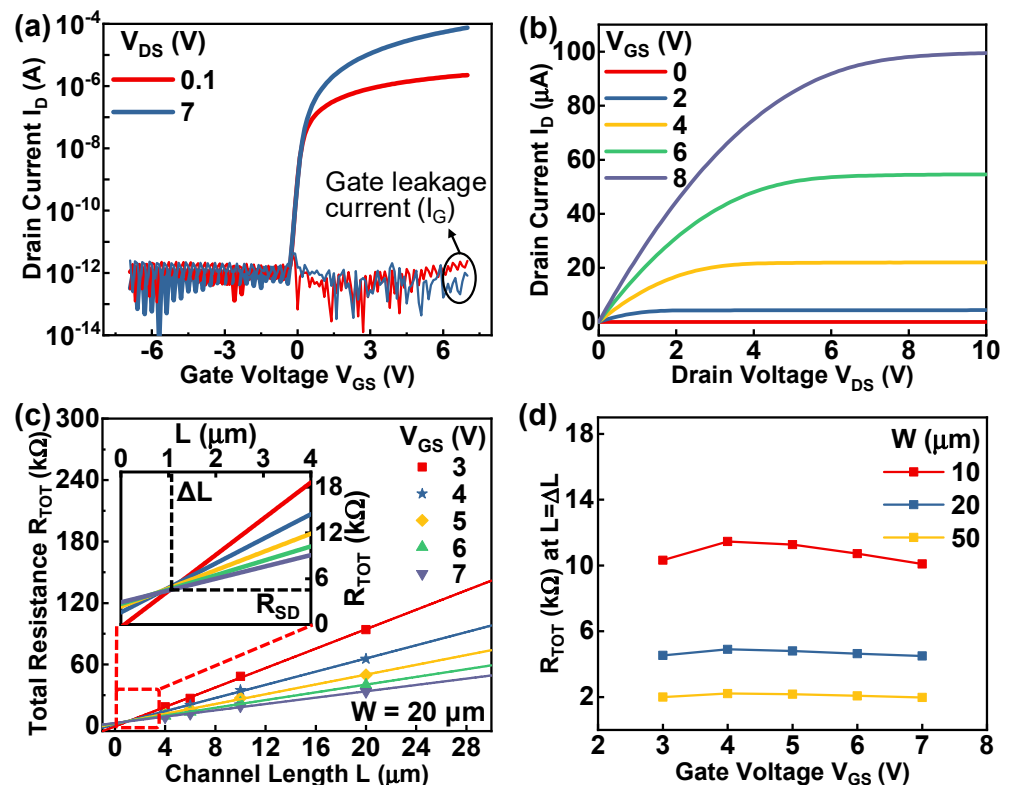 (a)
10⁻⁴
10⁻⁶
10⁻⁸
10⁻¹⁰
10⁻¹²
10⁻¹⁴
Drain Current I_D (A)
V_DS (V)
0.1
7
Gate leakage
current (I_G)
-6 -3 0 3 6
Gate Voltage V_GS (V)
(b)
100
80
60
40
20
0
Drain Current I_D (μA)
V_GS (V)
0
2
4
6
8
0 2 4 6 8 10
Drain Voltage V_DS (V)
(c)
300
250
200
150
90
60
30
0
Total Resistance R_TOT (kΩ)
L (μm)
0 1 2 3 4
ΔL
R_SD
18
12
6
0
R_TOT (kΩ)
V_GS (V)
3
4
5
6
7
W = 20 μm
0 4 8 12 16 20 24 28
Channel Length L (μm)
(d)
18
14
10
6
2
R_TOT (kΩ) at L=ΔL
W (μm)
10
20
50
2 3 4 5 6 7 8
Gate Voltage V_GS (V)